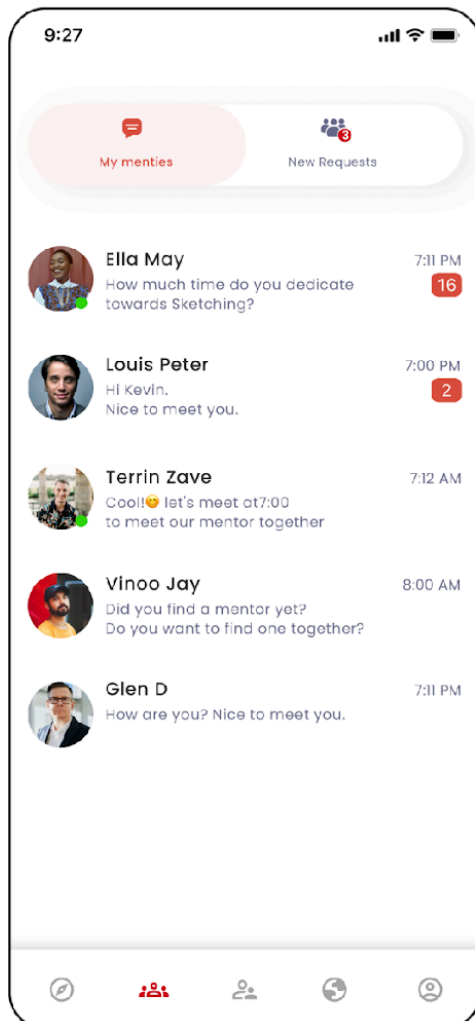 9:27
3
My menties
New Requests
Ella May
7:11 PM
How much time do you dedicate
16
towards Sketching?
Louis Peter
7:00 PM
Hi Kevin.
2
Nice to meet you.
Terrin Zave
7:12 AM
Cool!😋 let's meet at7:00
to meet our mentor together
Vinoo Jay
8:00 AM
Did you find a mentor yet?
Do you want to find one together?
Glen D
7:11 PM
How are you? Nice to meet you.